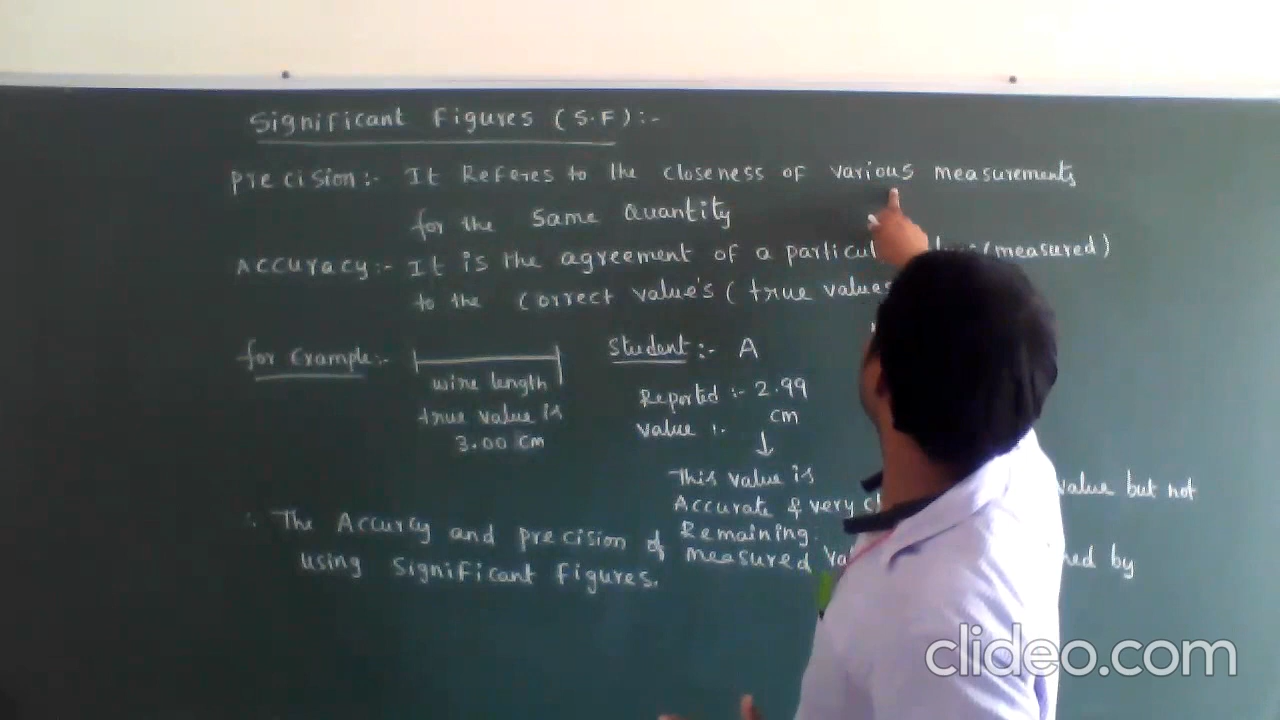 Significant Figures (S.F) :-
Precision:- It Referes to the closeness of various measurements
for the same Quantity
Accuracy:- It is the agreement of a particul (measured)
to the correct value's ( true values
for Example:-
Student :- A
wire length
true value is
3.00 cm
Reported :- 2.99
value :. cm
↓
This value is
Accurate & very value but not
∴ The Accurcy and precision of Remaining
measured by
using significant figures.
clideo.com